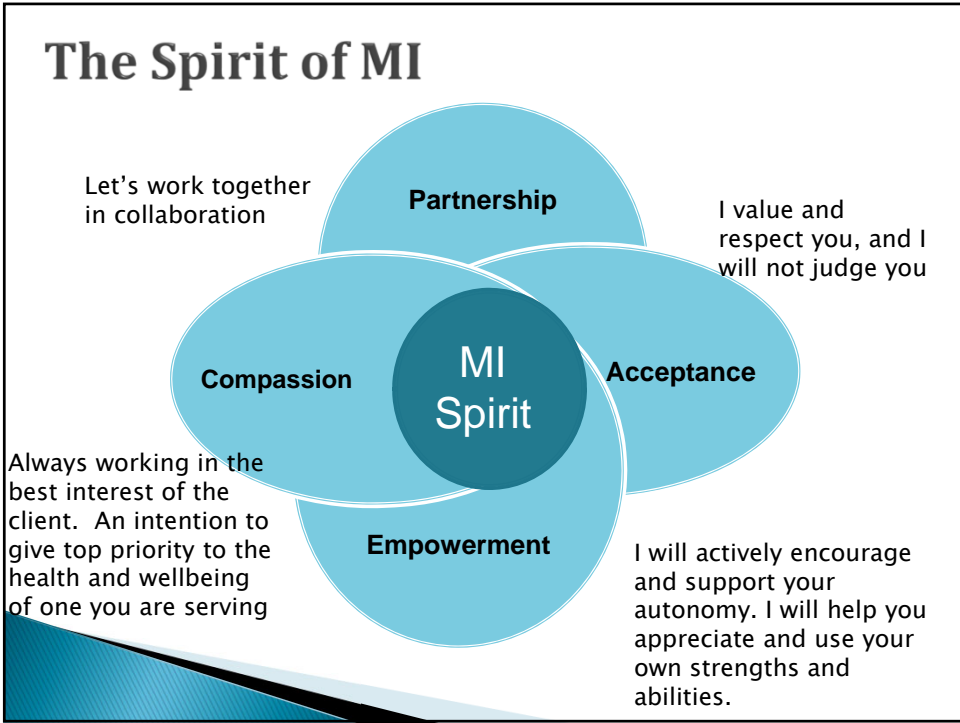 The Spirit of MI
Let’s work together
in collaboration
Partnership
I value and
respect you, and I
will not judge you
Compassion
MI
Spirit
Acceptance
Always working in the
best interest of the
client.  An intention to
give top priority to the
health and wellbeing
of one you are serving
Empowerment
I will actively encourage
and support your
autonomy. I will help you
appreciate and use your
own strengths and
abilities.